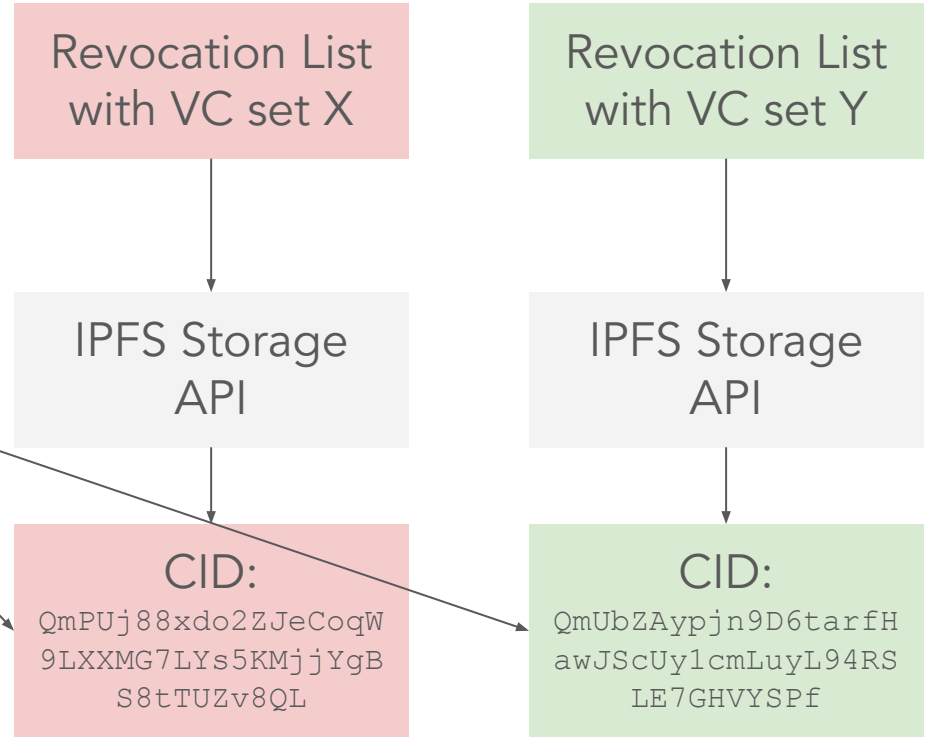 Revocation List
with VC set X
Revocation List
with VC set Y
IPFS Storage
API
IPFS Storage
API
CID:
QmPUj88xdo2ZJeCoqW
9LXXMG7LYs5KMjjYgB
S8tTUZv8QL
CID:
QmUbZAypjn9D6tarfH
awJScUy1cmLuyL94RS
LE7GHVYSPf